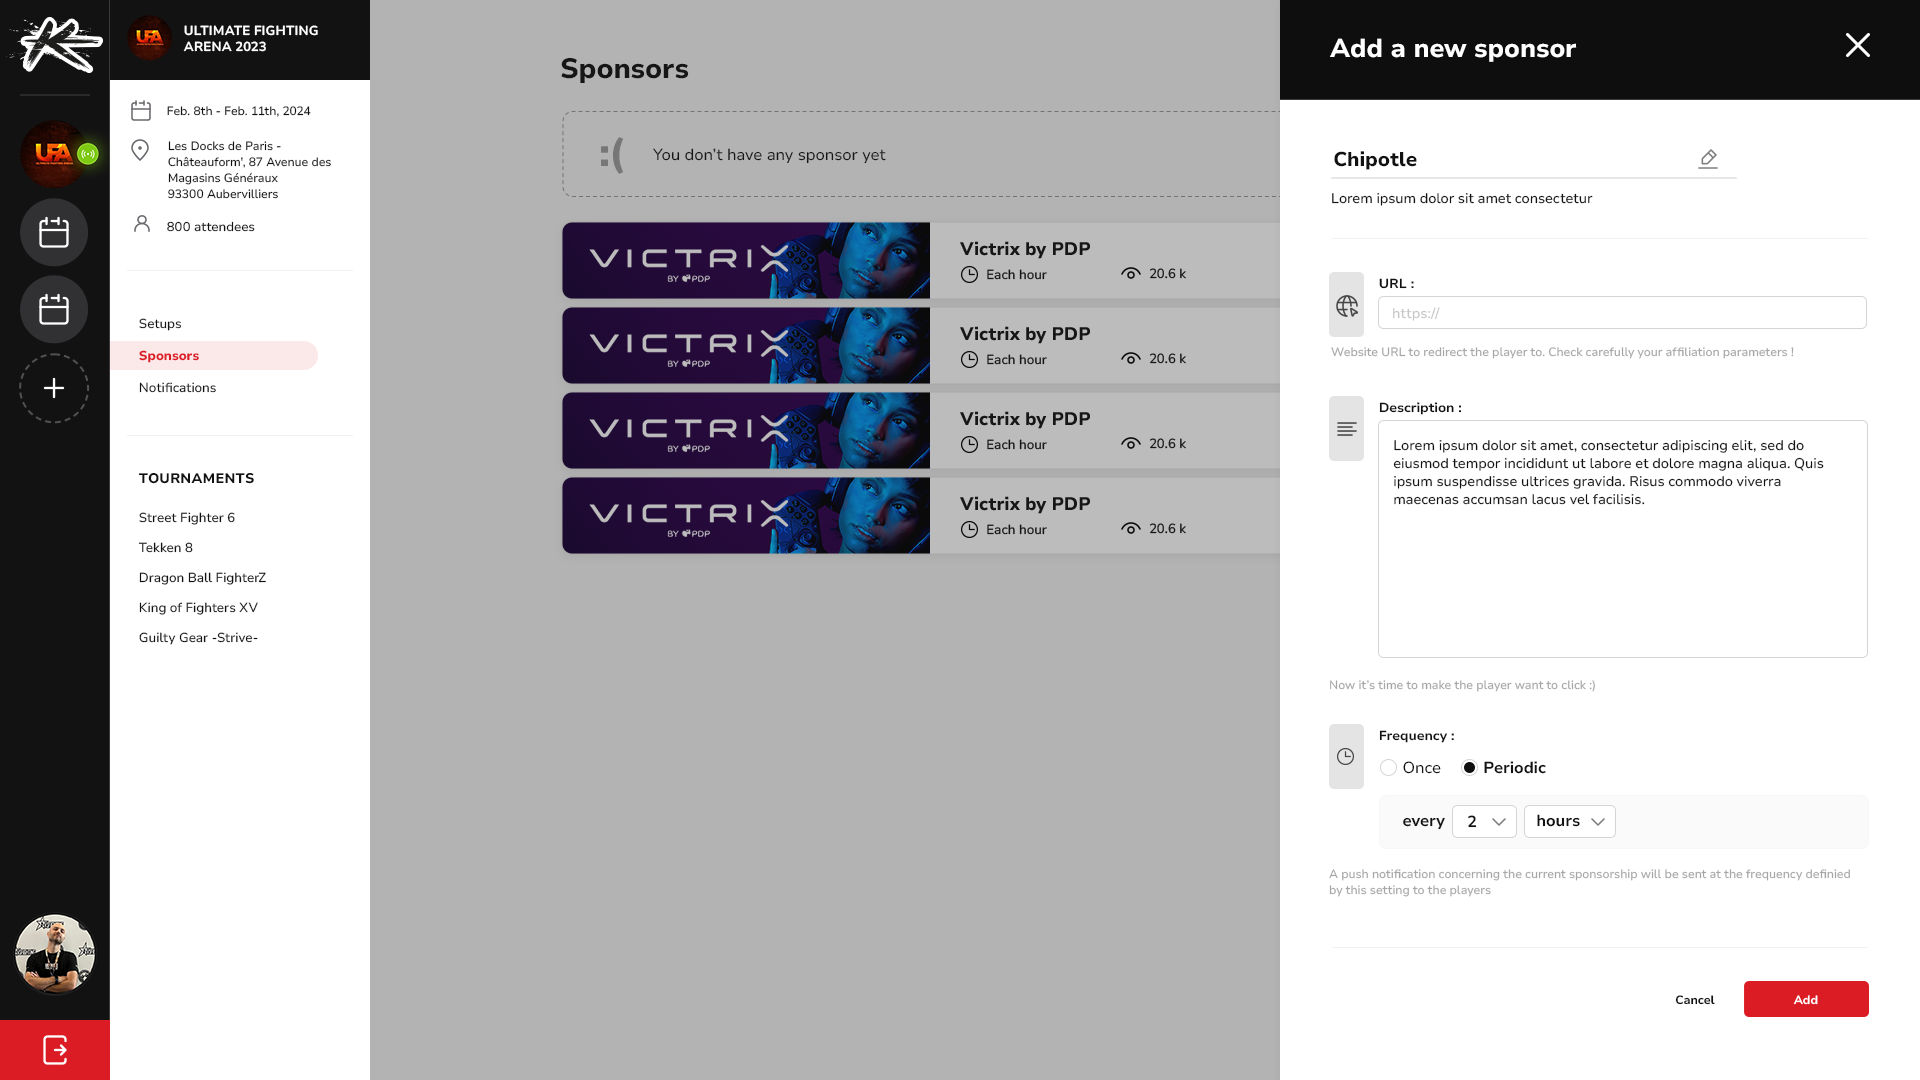 UFA
ULTIMATE FIGHTING
ARENA 2023
Feb. 8th - Feb. 11th, 2024
Les Docks de Paris -
Châteauform', 87 Avenue des
Magasins Généraux
93300 Aubervilliers
800 attendees
Setups
Sponsors
Notifications
TOURNAMENTS
Street Fighter 6
Tekken 8
Dragon Ball FighterZ
King of Fighters XV
Guilty Gear -Strive-
UFA
Sponsors
:(
You don't have any sponsor yet
VICTRIX
BY PDP
Victrix by PDP
Each hour
20.6 k
VICTRIX
BY PDP
Victrix by PDP
Each hour
20.6 k
VICTRIX
BY PDP
Victrix by PDP
Each hour
20.6 k
VICTRIX
BY PDP
Victrix by PDP
Each hour
20.6 k
Add a new sponsor
Chipotle
Lorem ipsum dolor sit amet consectetur
URL :
https://
Website URL to redirect the player to. Check carefully your affiliation parameters !
Description :
Lorem ipsum dolor sit amet, consectetur adipiscing elit, sed do
eiusmod tempor incididunt ut labore et dolore magna aliqua. Quis
ipsum suspendisse ultrices gravida. Risus commodo viverra
maecenas accumsan lacus vel facilisis.
Now it's time to make the player want to click :)
Frequency :
Once
Periodic
every 2 hours
A push notification concerning the current sponsorship will be sent at the frequency definied
by this setting to the players
Cancel
Add